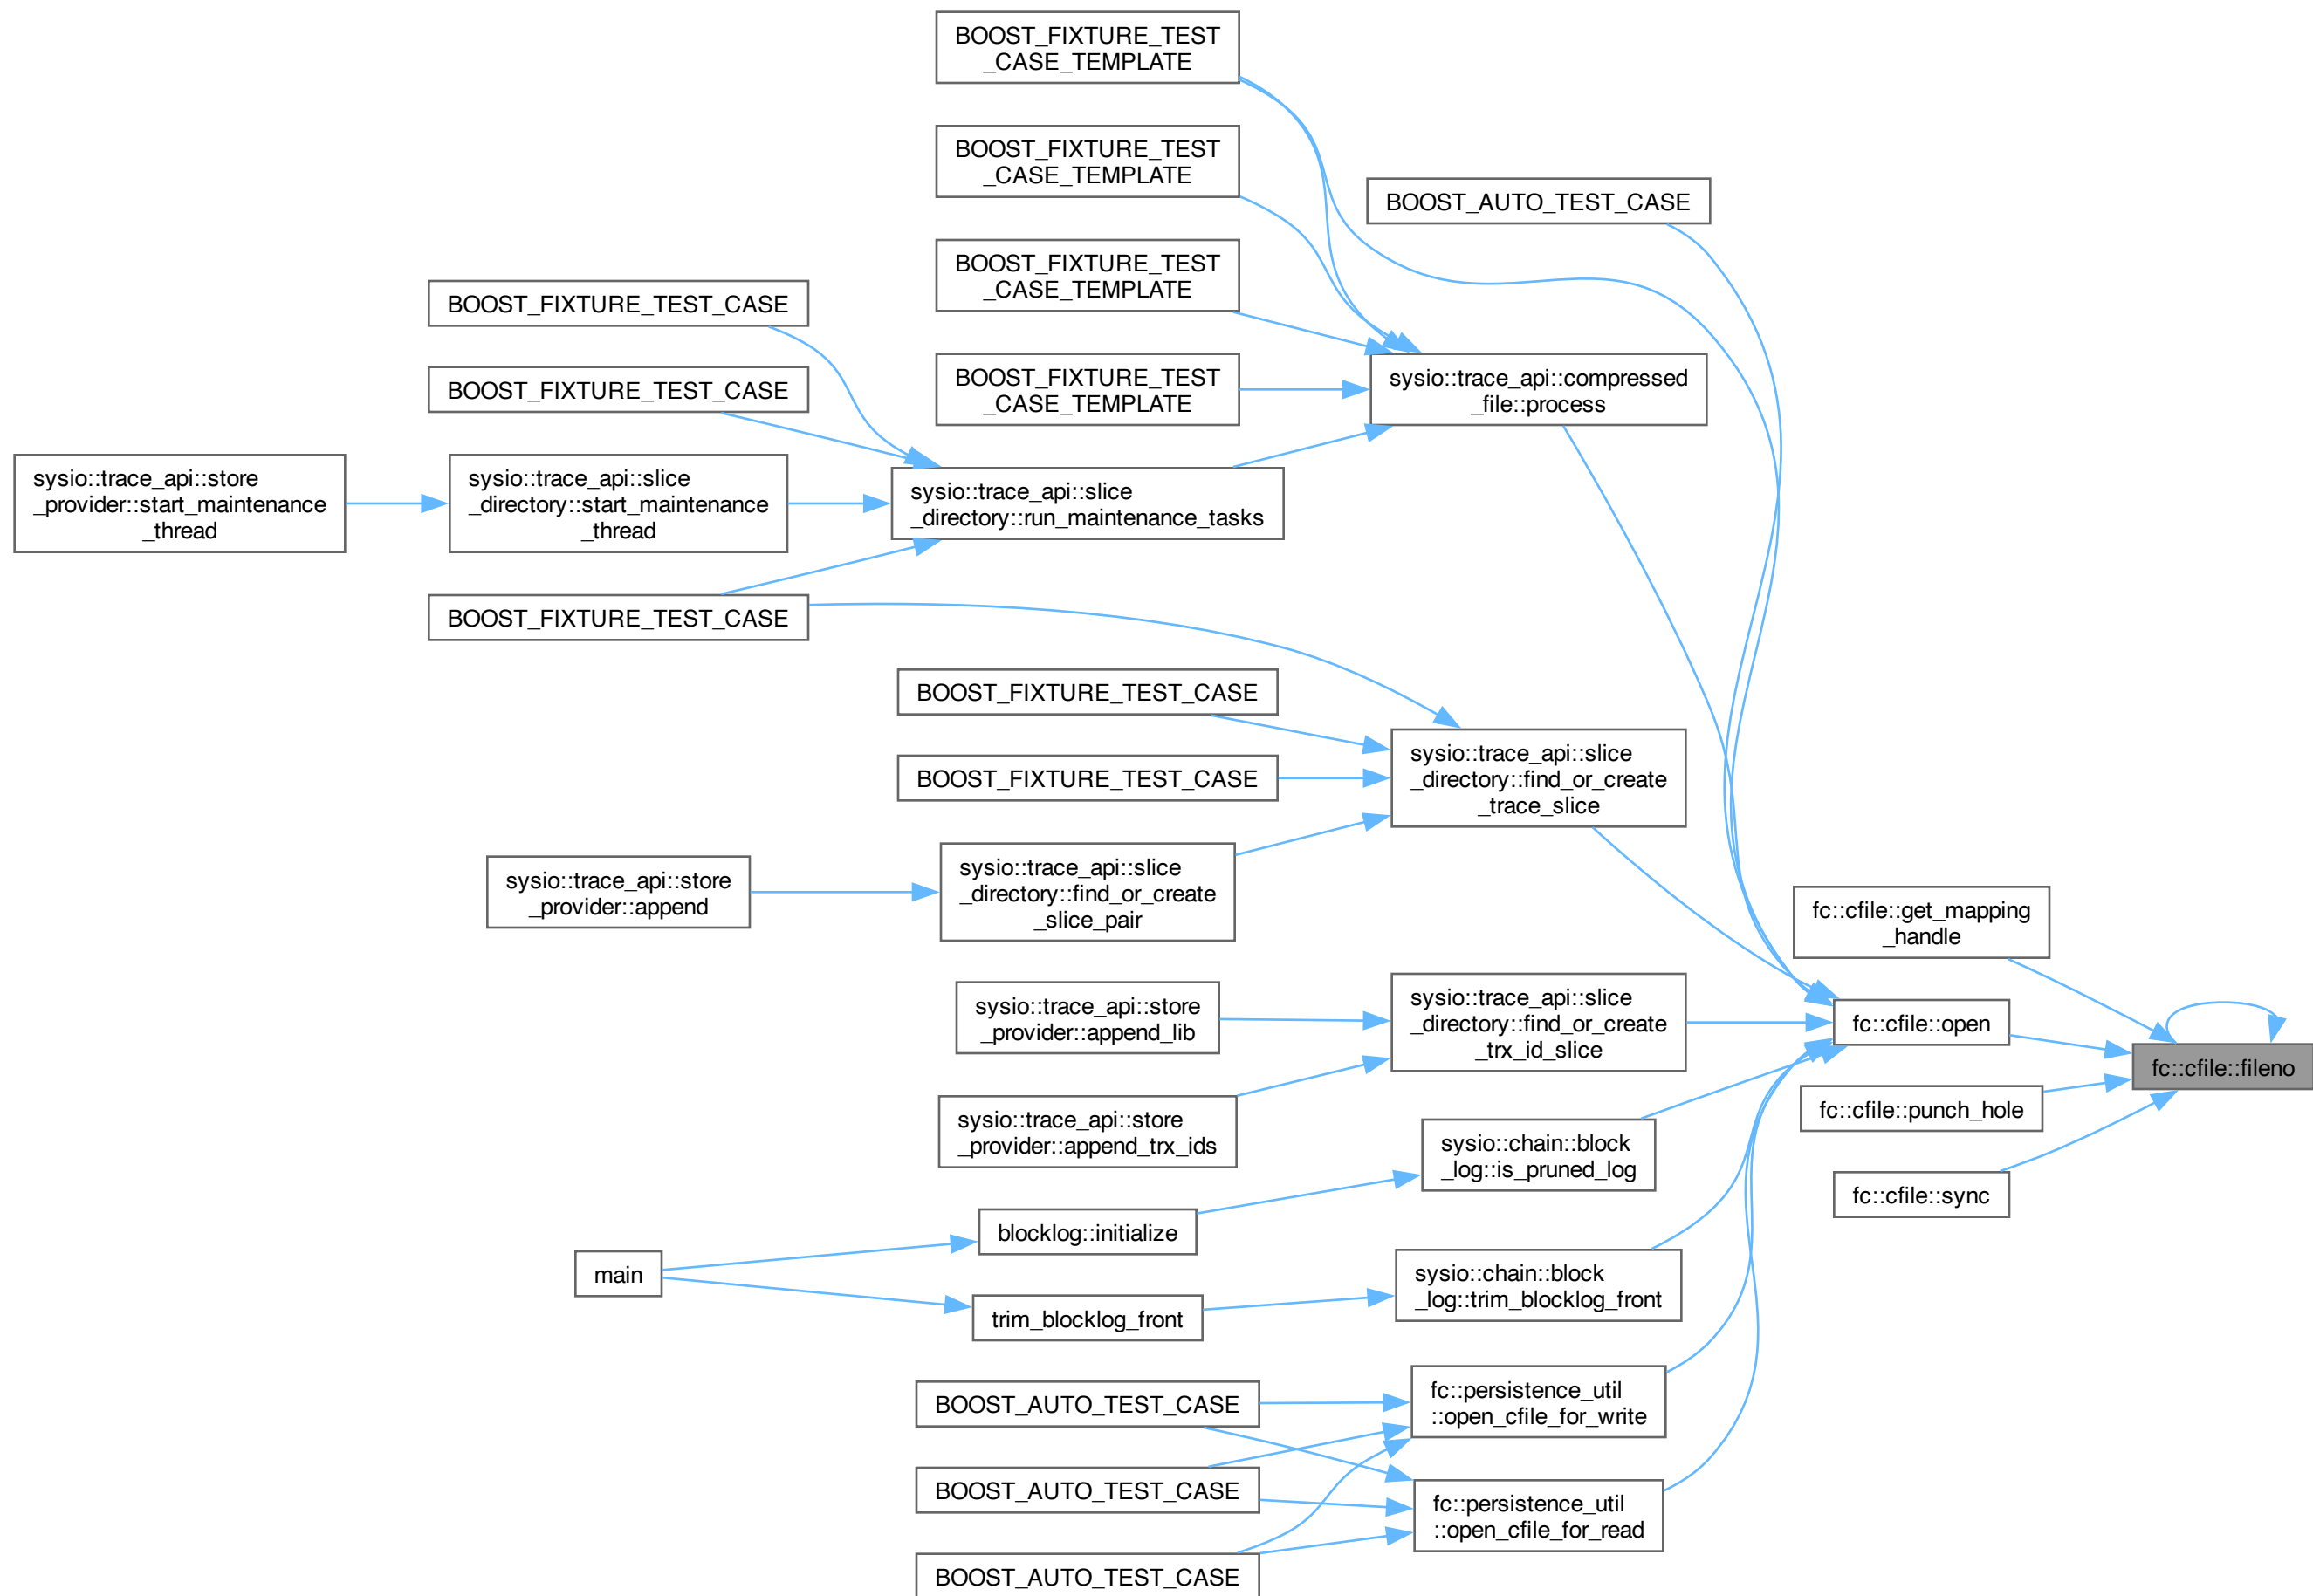 BOOST_FIXTURE_TEST
_CASE_TEMPLATE
BOOST_FIXTURE_TEST
_CASE_TEMPLATE
BOOST_AUTO_TEST_CASE
BOOST_FIXTURE_TEST
_CASE_TEMPLATE
BOOST_FIXTURE_TEST_CASE
BOOST_FIXTURE_TEST_CASE
BOOST_FIXTURE_TEST
_CASE_TEMPLATE
sysio::trace_api::compressed
_file::process
sysio::trace_api::store
_provider::start_maintenance
_thread
sysio::trace_api::slice
_directory::start_maintenance
_thread
sysio::trace_api::slice
_directory::run_maintenance_tasks
BOOST_FIXTURE_TEST_CASE
BOOST_FIXTURE_TEST_CASE
BOOST_FIXTURE_TEST_CASE
sysio::trace_api::slice
_directory::find_or_create
_trace_slice
sysio::trace_api::store
_provider::append
sysio::trace_api::slice
_directory::find_or_create
_slice_pair
fc::cfile::get_mapping
_handle
sysio::trace_api::store
_provider::append_lib
sysio::trace_api::slice
_directory::find_or_create
_trx_id_slice
fc::cfile::open
fc::cfile::fileno
fc::cfile::punch_hole
sysio::trace_api::store
_provider::append_trx_ids
sysio::chain::block
_log::is_pruned_log
fc::cfile::sync
blocklog::initialize
main
sysio::chain::block
_log::trim_blocklog_front
trim_blocklog_front
BOOST_AUTO_TEST_CASE
fc::persistence_util
::open_cfile_for_write
BOOST_AUTO_TEST_CASE
fc::persistence_util
::open_cfile_for_read
BOOST_AUTO_TEST_CASE